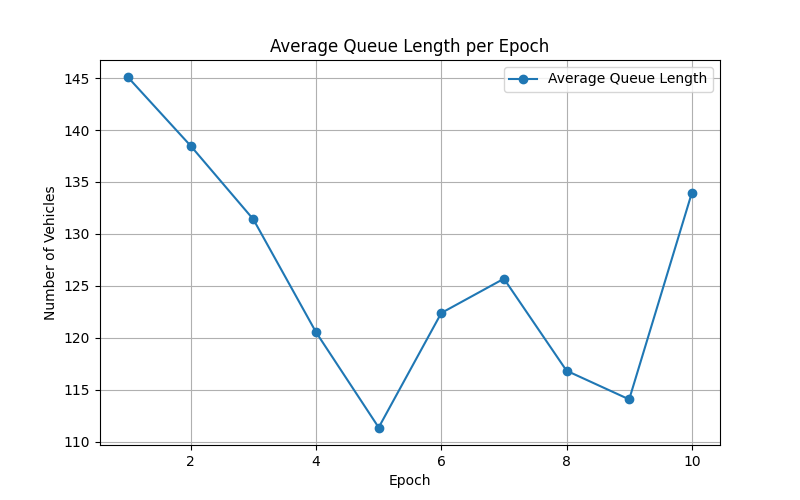 Average Queue Length per Epoch
Average Queue Length
Number of Vehicles
145
140
135
130
125
120
115
110
2 4 6 8 10
Epoch